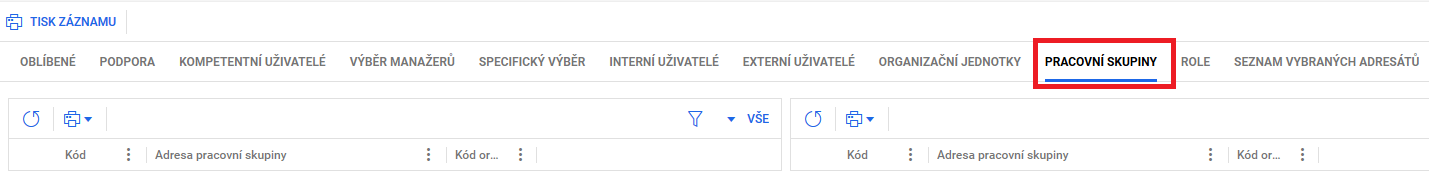 TISK ZÁZNAMU
OBLÍBENÉ PODPORA KOMPETENTNÍ UŽIVATELÉ VÝBĚR MANAŽERŮ SPECIFICKÝ VÝBĚR INTERNÍ UŽIVATELÉ EXTERNÍ UŽIVATELÉ ORGANIZAČNÍ JEDNOTKY PRACOVNÍ SKUPINY ROLE SEZNAM VYBRANÝCH ADRESÁTŮ
VŠE
Kód Adresa pracovní skupiny Kód or... Kód Adresa pracovní skupiny Kód or...